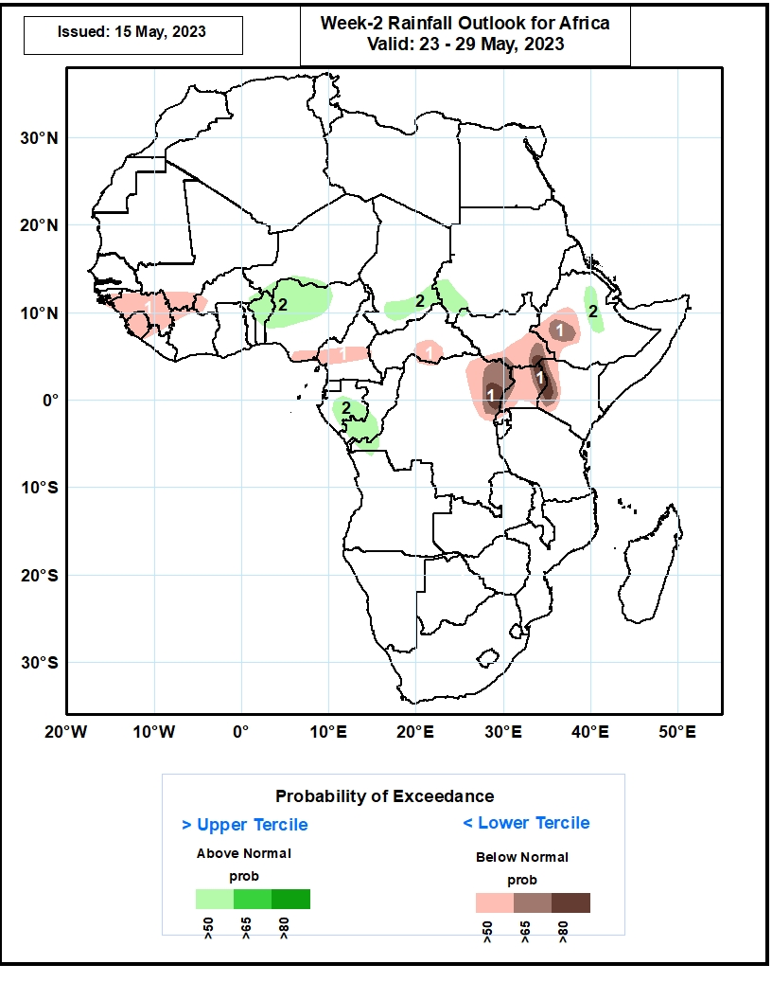 Issued: 15 May, 2023
Week-2 Rainfall Outlook for Africa
Valid: 23 - 29 May, 2023
30°N
20°N
10°N
0°
10°S
20°S
30°S
1
2
2
2
1
1
1
1
1
2
20°W 10°W 0° 10°E 20°E 30°E 40°E 50°E
Probability of Exceedance
> Upper Tercile
< Lower Tercile
Above Normal
Below Normal
prob
prob
>50 >65 >80
>50 >65 >80